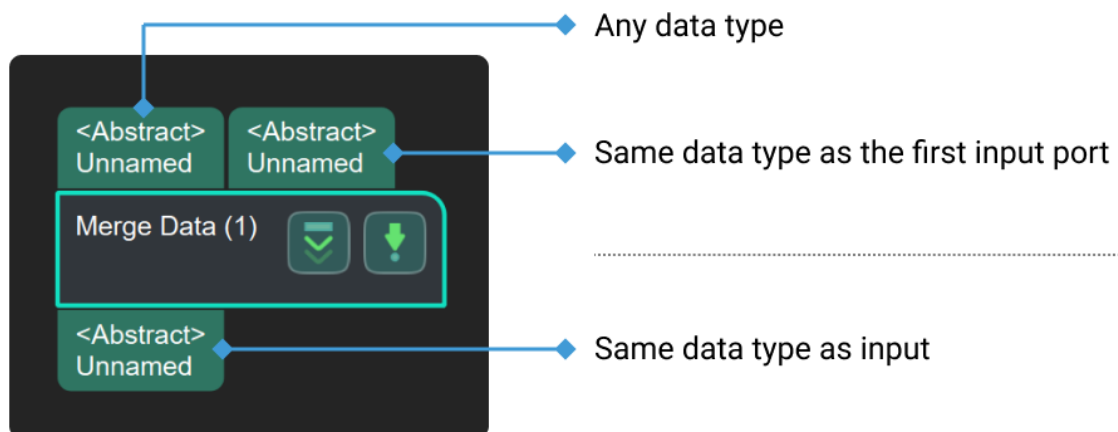 Any data type
<Abstract>
Unnamed
<Abstract>
Unnamed
Same data type as the first input port
Merge Data (1)
<Abstract>
Unnamed
Same data type as input